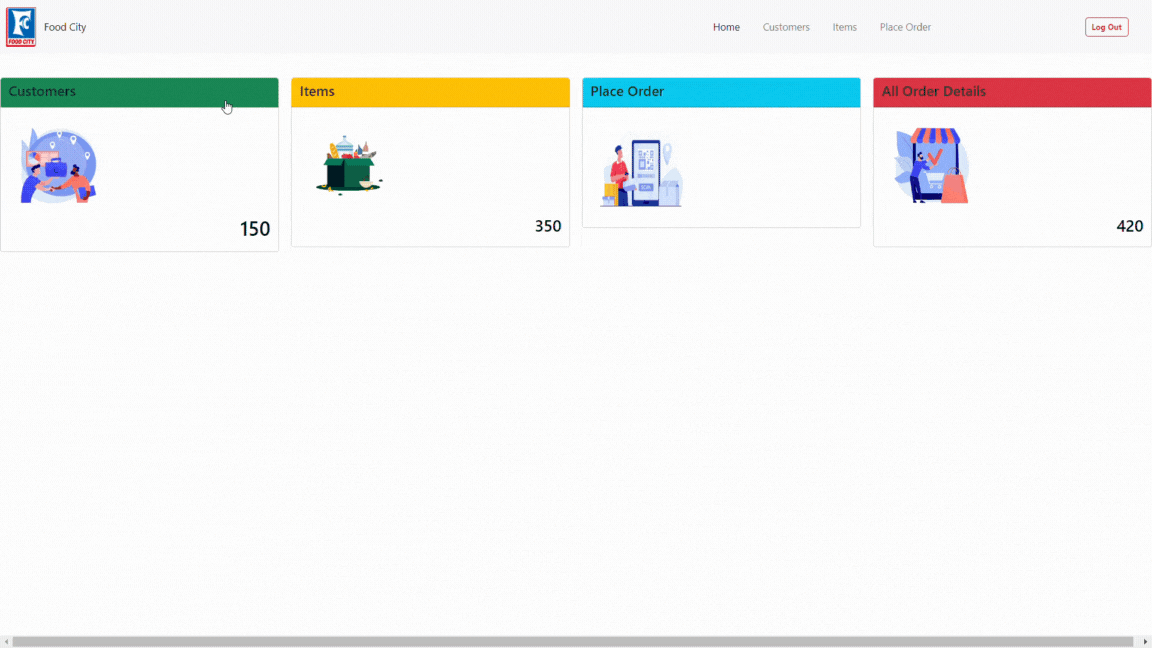 FOOD CITY
Food City
Home
Customers
Items
Place Order
Log Out
Customers
150
Items
350
Place Order
All Order Details
420